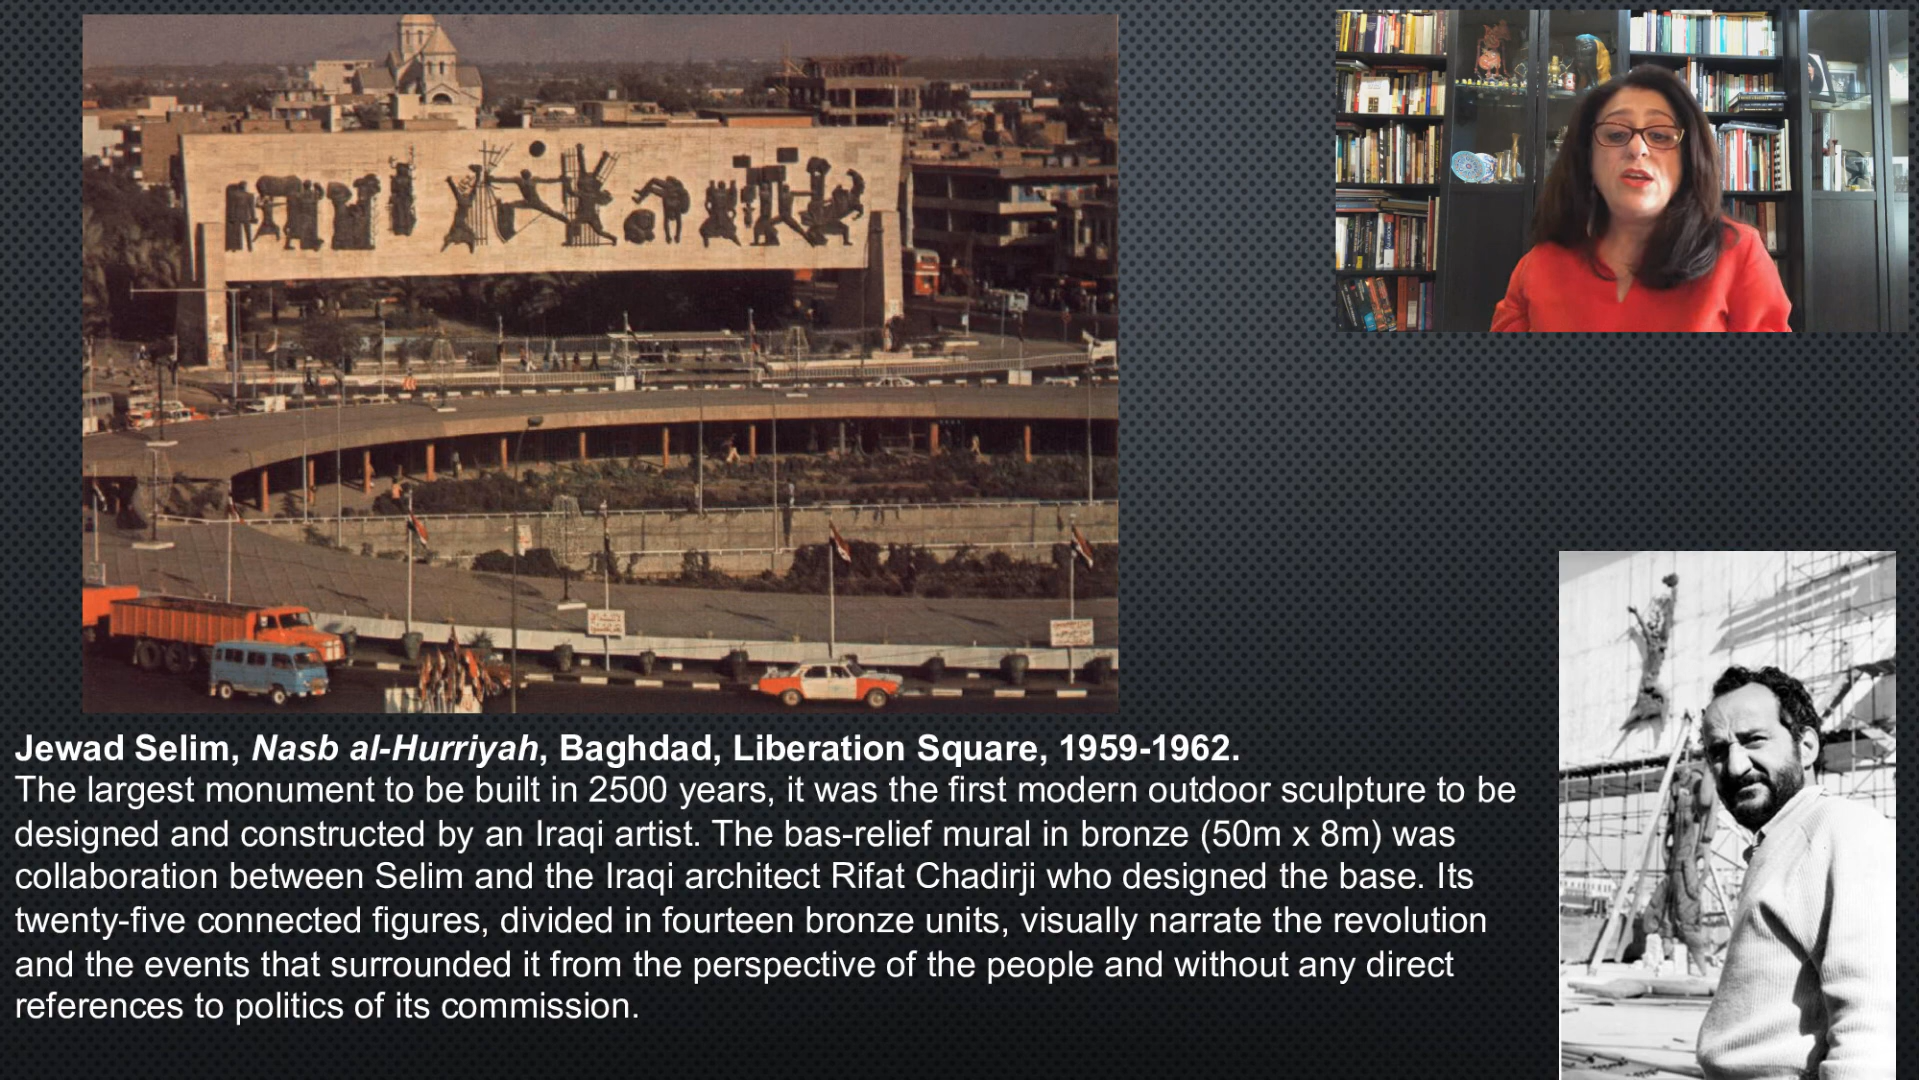 Jewad Selim, Nasb al-Hurriyah, Baghdad, Liberation Square, 1959-1962.
The largest monument to be built in 2500 years, it was the first modern outdoor sculpture to be
designed and constructed by an Iraqi artist. The bas-relief mural in bronze (50m x 8m) was
collaboration between Selim and the Iraqi architect Rifat Chadirji who designed the base. Its
twenty-five connected figures, divided in fourteen bronze units, visually narrate the revolution
and the events that surrounded it from the perspective of the people and without any direct
references to politics of its commission.